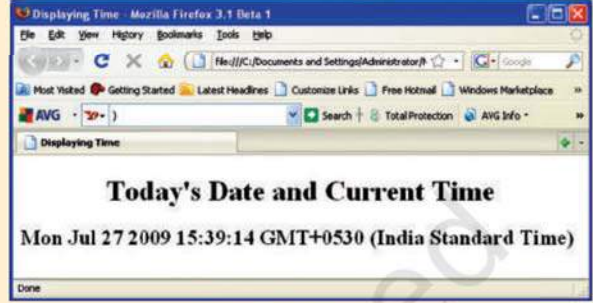 Displaying Time - Mozilla Firefox 3.1 Beta 1
File Edit View History Bookmarks Tools Help
file:///C:/Documents and Settings/Administrator/ Google
Most Visited Getting Started Latest Headlines Customize Links Free Hotmail Windows Marketplace
AVG ) Search Total Protection AVG Info
Displaying Time
Today's Date and Current Time
Mon Jul 27 2009 15:39:14 GMT+0530 (India Standard Time)
Done